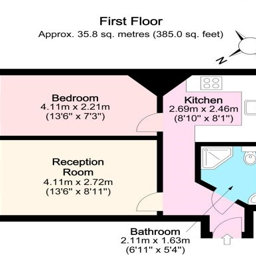 First Floor
Approx. 35.8 sq. metres (385.0 sq. feet)
N
Bedroom
4.11m x 2.21m
(13'6" x 7'3")
Kitchen
2.69m x 2.46m
(8'10" x 8'1")
Reception
Room
4.11m x 2.72m
(13'6" x 8'11")
Bathroom
2.11m x 1.63m
(6'11" x 5'4")